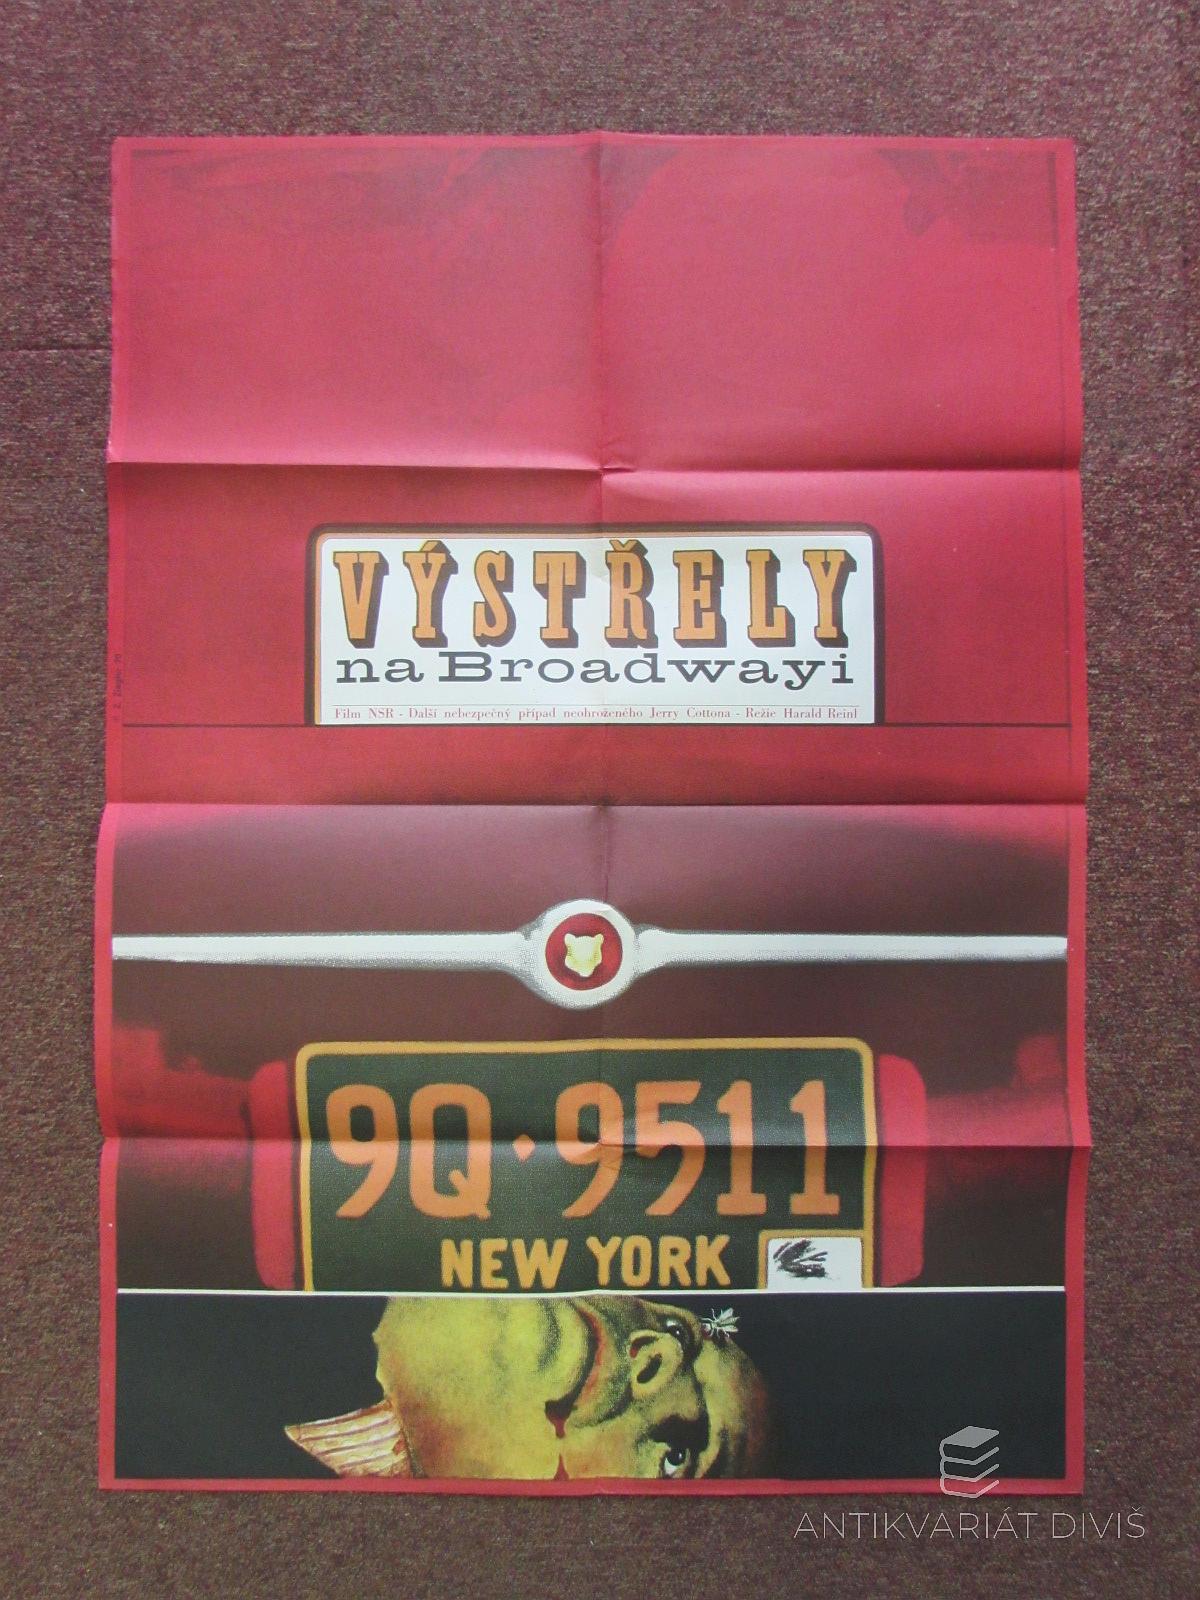 VÝSTŘELY
na Broadwayi
Film NSR - Další nebezpečný případ neohroženého Jerry Cottona - Režie Harald Reinl
9Q·9511
NEW YORK
ANTIKVARIÁT DIVIŠ